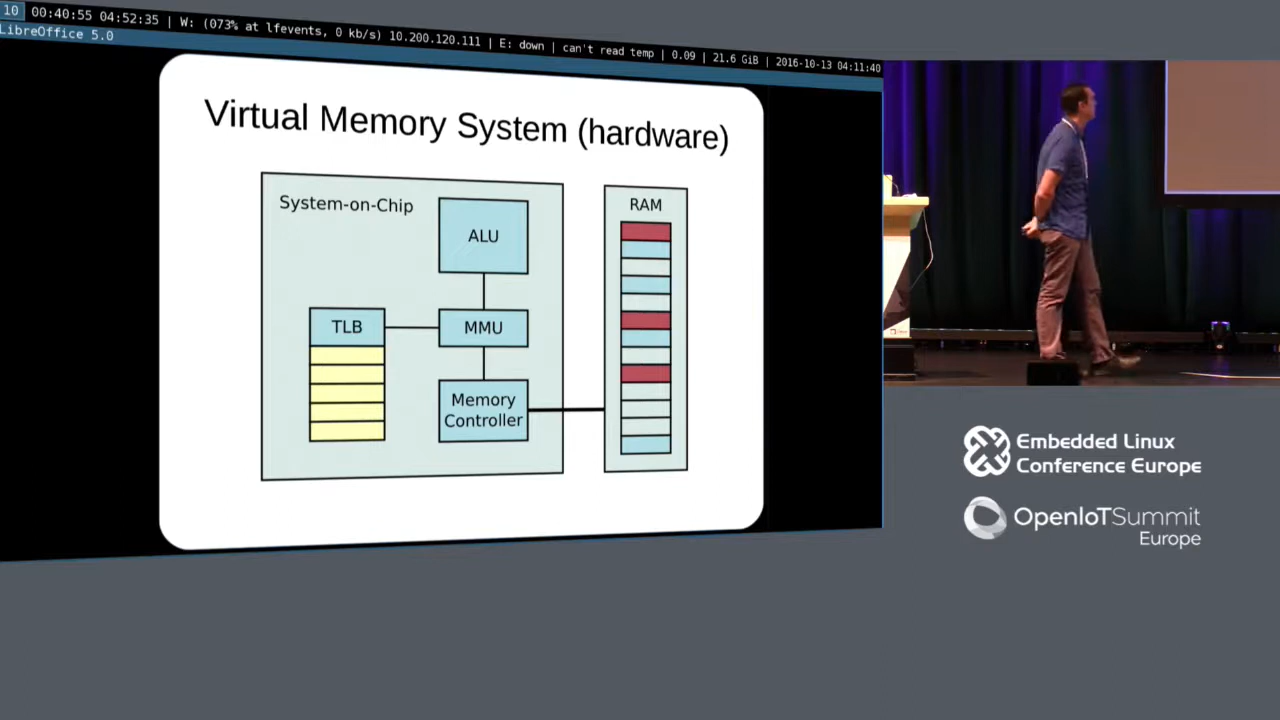 10 00:40:55 04:52:35 | W: (073% at lfevents, 0 kb/s) 10.200.120.111 | E: down | can't read temp | 0.09 | 21.6 GiB | 2016-10-13 04:11:40
LibreOffice 5.0
Virtual Memory System (hardware)
System-on-Chip
ALU
RAM
TLB
MMU
Memory
Controller
Embedded Linux
Conference Europe
OpenIoTSummit
Europe